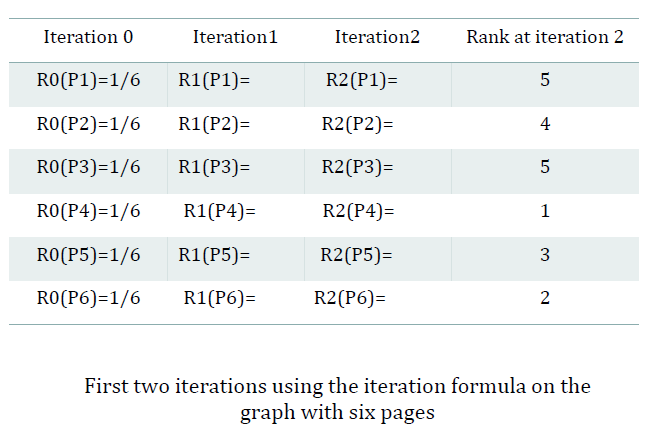 Iteration 0 Iteration1 Iteration2 Rank at iteration 2
R0(P1)=1/6 R1(P1)= R2(P1)= 5
R0(P2)=1/6 R1(P2)= R2(P2)= 4
R0(P3)=1/6 R1(P3)= R2(P3)= 5
R0(P4)=1/6 R1(P4)= R2(P4)= 1
R0(P5)=1/6 R1(P5)= R2(P5)= 3
R0(P6)=1/6 R1(P6)= R2(P6)= 2
First two iterations using the iteration formula on the
graph with six pages